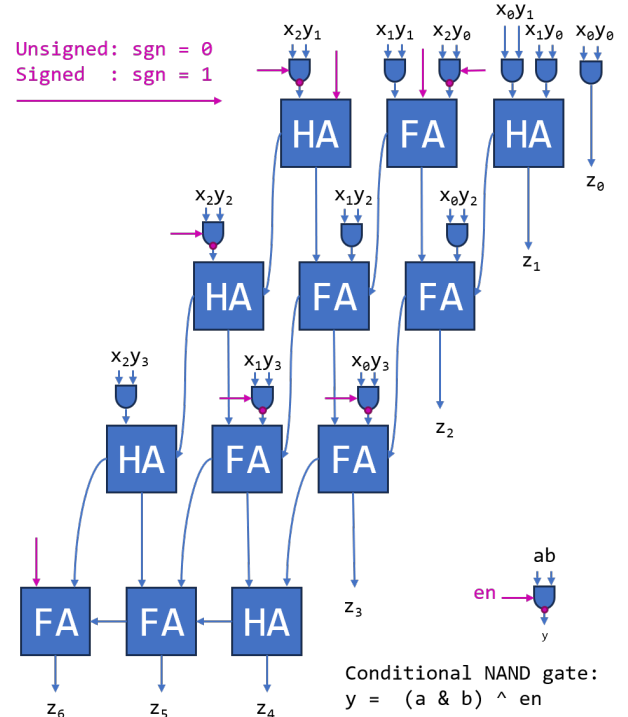 Unsigned: sgn = 0
Signed  : sgn = 1
x₂y₁
x₁y₁
x₂y₀
x₀y₁
x₁y₀
x₀y₀
HA
FA
HA
z₀
x₂y₂
x₁y₂
x₀y₂
z₁
HA
FA
FA
x₂y₃
x₁y₃
x₀y₃
z₂
HA
FA
FA
ab
en
y
z₃
FA
FA
HA
z₆
z₅
z₄
Conditional NAND gate:
y =  (a & b) ^ en